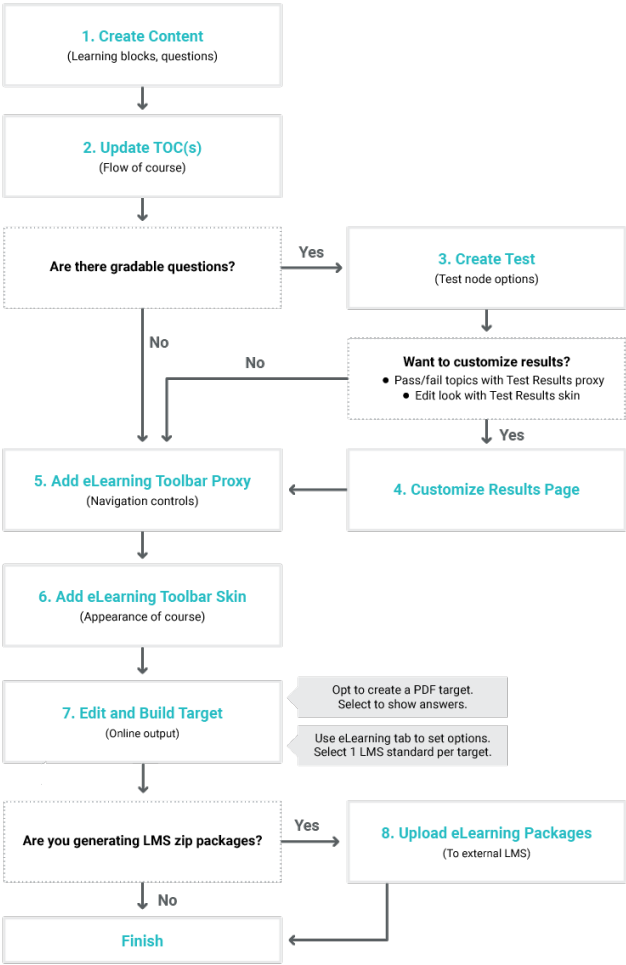 1. Create Content
(Learning blocks, questions)
2. Update TOC(s)
(Flow of course)
Are there gradable questions?
Yes
3. Create Test
(Test node options)
No
Want to customize results?
● Pass/fail topics with Test Results proxy
● Edit look with Test Results skin
No
Yes
5. Add eLearning Toolbar Proxy
(Navigation controls)
4. Customize Results Page
6. Add eLearning Toolbar Skin
(Appearance of course)
7. Edit and Build Target
(Online output)
Opt to create a PDF target.
Select to show answers.
Use eLearning tab to set options.
Select 1 LMS standard per target.
Are you generating LMS zip packages?
Yes
8. Upload eLearning Packages
(To external LMS)
No
Finish